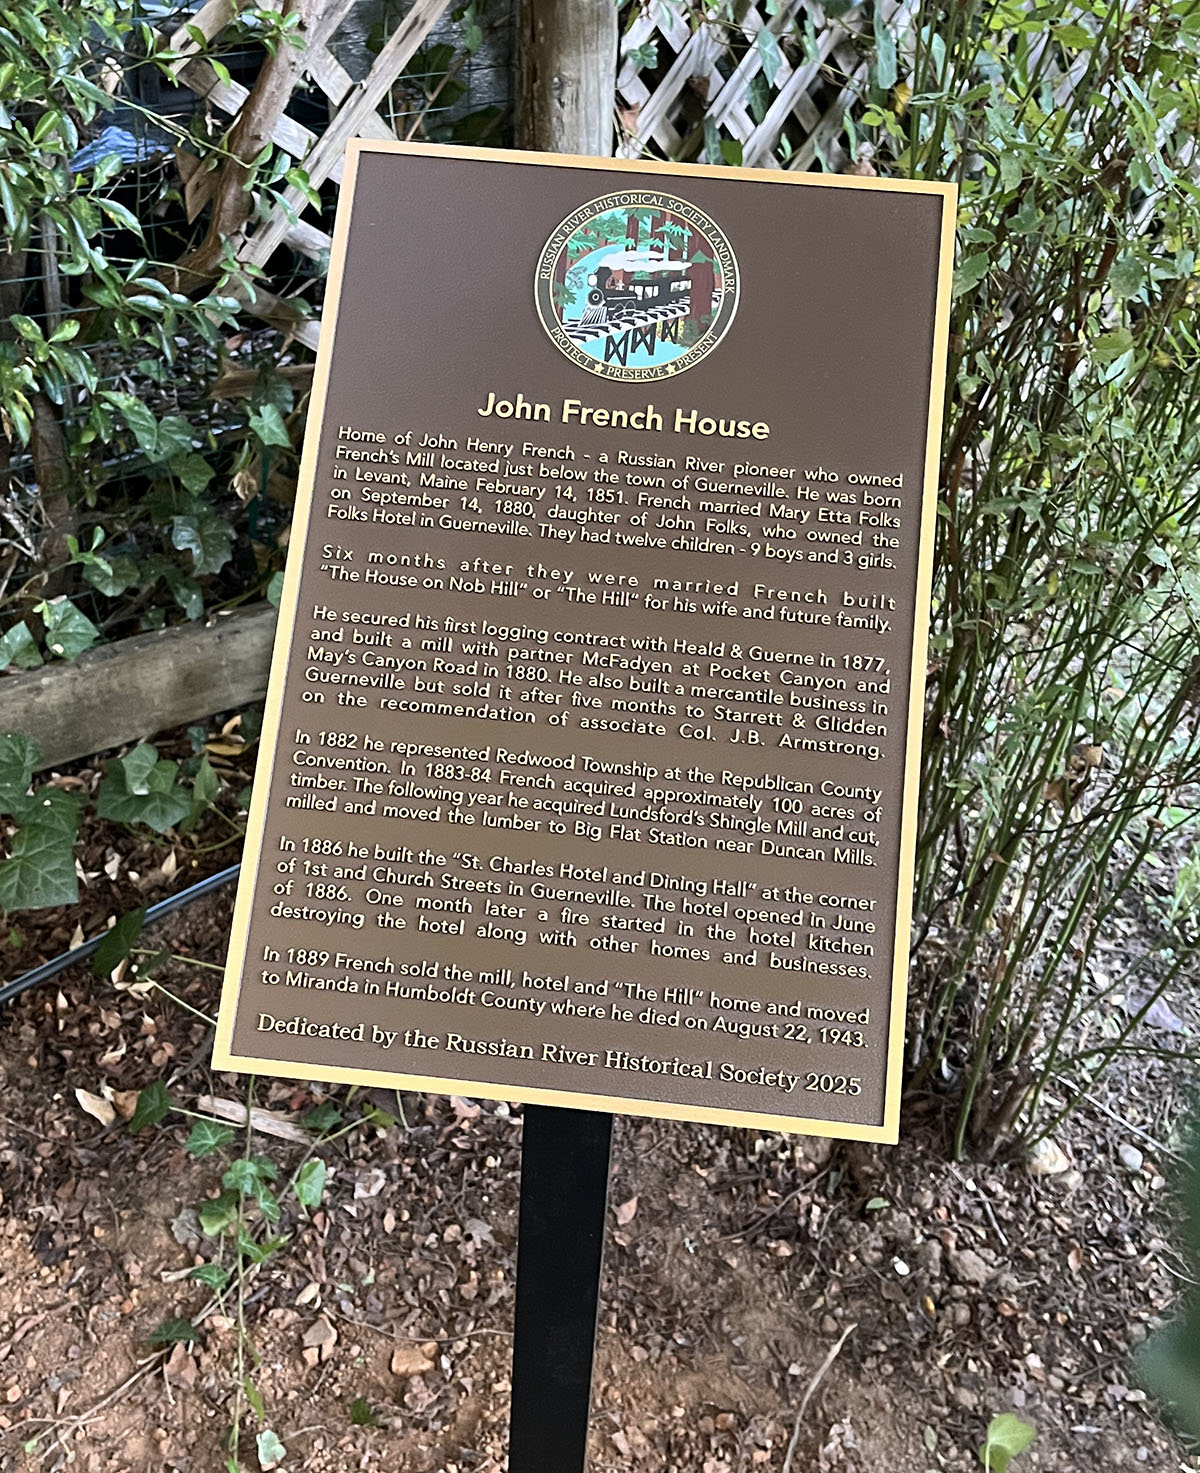 RUSSIAN RIVER HISTORICAL SOCIETY LANDMARK
PROTECT ★ PRESERVE ★ PRESENT
John French House
Home of John Henry French - a Russian River pioneer who owned
French's Mill located just below the town of Guerneville. He was born
in Levant, Maine February 14, 1851. French married Mary Etta Folks
on September 14, 1880, daughter of John Folks, who owned the
Folks Hotel in Guerneville. They had twelve children - 9 boys and 3 girls.
Six months after they were married French built
"The House on Nob Hill" or "The Hill" for his wife and future family.
He secured his first logging contract with Heald & Guerne in 1877,
and built a mill with partner McFadyen at Pocket Canyon and
May's Canyon Road in 1880. He also built a mercantile business in
Guerneville but sold it after five months to Starrett & Glidden
on the recommendation of associate Col. J.B. Armstrong.
In 1882 he represented Redwood Township at the Republican County
Convention. In 1883-84 French acquired approximately 100 acres of
timber. The following year he acquired Lundsford's Shingle Mill and cut,
milled and moved the lumber to Big Flat Station near Duncan Mills.
In 1886 he built the "St. Charles Hotel and Dining Hall" at the corner
of 1st and Church Streets in Guerneville. The hotel opened in June
of 1886. One month later a fire started in the hotel kitchen
destroying the hotel along with other homes and businesses.
In 1889 French sold the mill, hotel and "The Hill" home and moved
to Miranda in Humboldt County where he died on August 22, 1943.
Dedicated by the Russian River Historical Society 2025